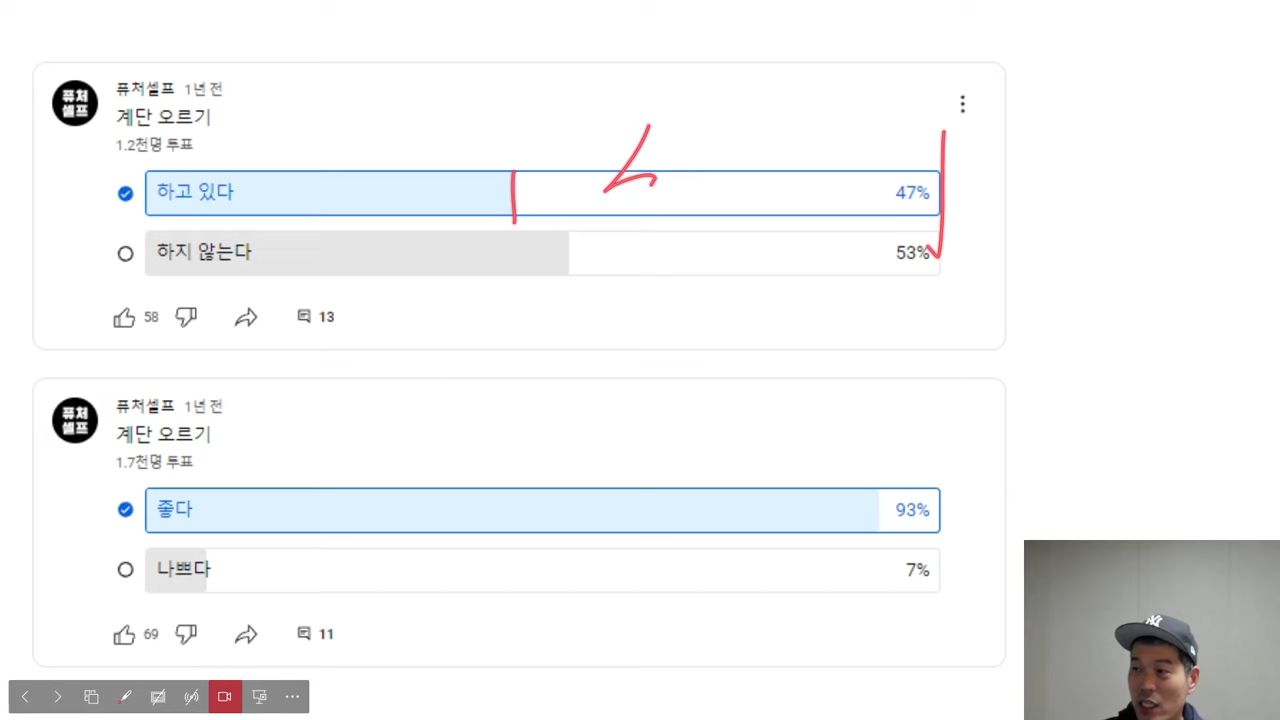 퓨처
셀프
퓨처셀프 1년 전
계단 오르기
1.2천명 투표
하고 있다
47%
하지 않는다
53%
58
13
퓨처
셀프
퓨처셀프 1년 전
계단 오르기
1.7천명 투표
좋다
93%
나쁘다
7%
69
11
NY